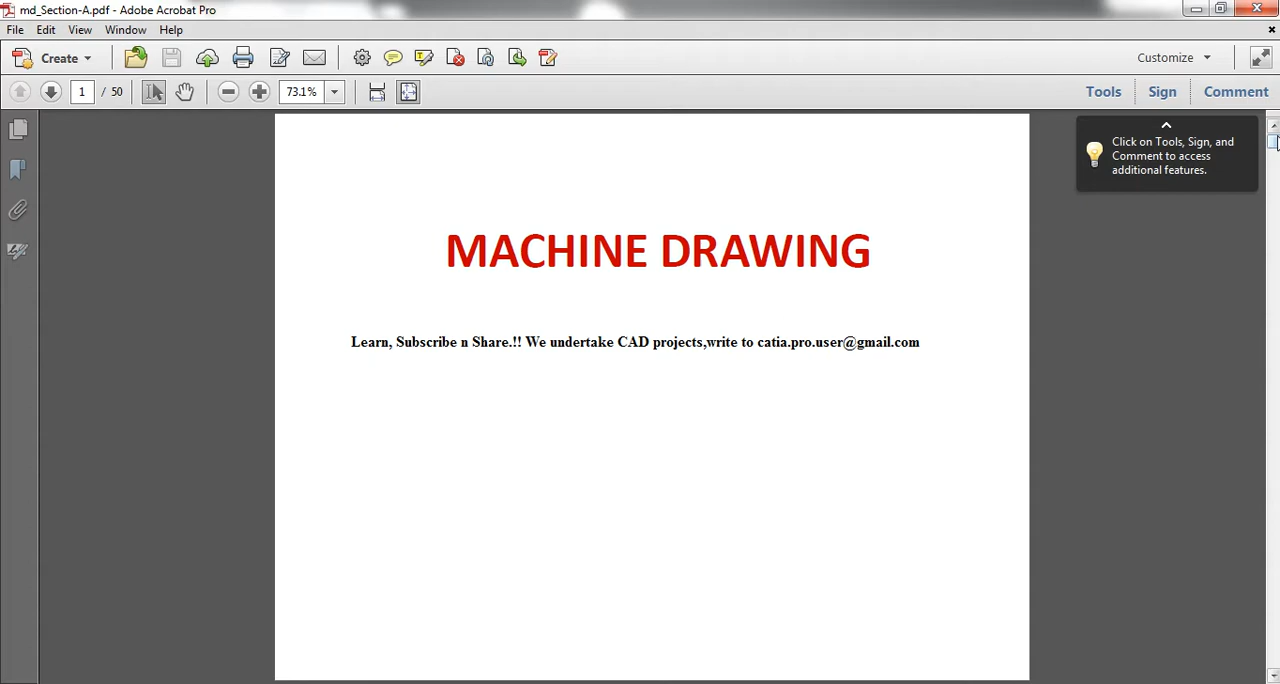 md_Section-A.pdf - Adobe Acrobat Pro
File Edit View Window Help
Create Customize
1 / 50 73.1% Tools Sign Comment
Click on Tools, Sign, and
Comment to access
additional features.
MACHINE DRAWING
Learn, Subscribe n Share.!! We undertake CAD projects,write to catia.pro.user@gmail.com